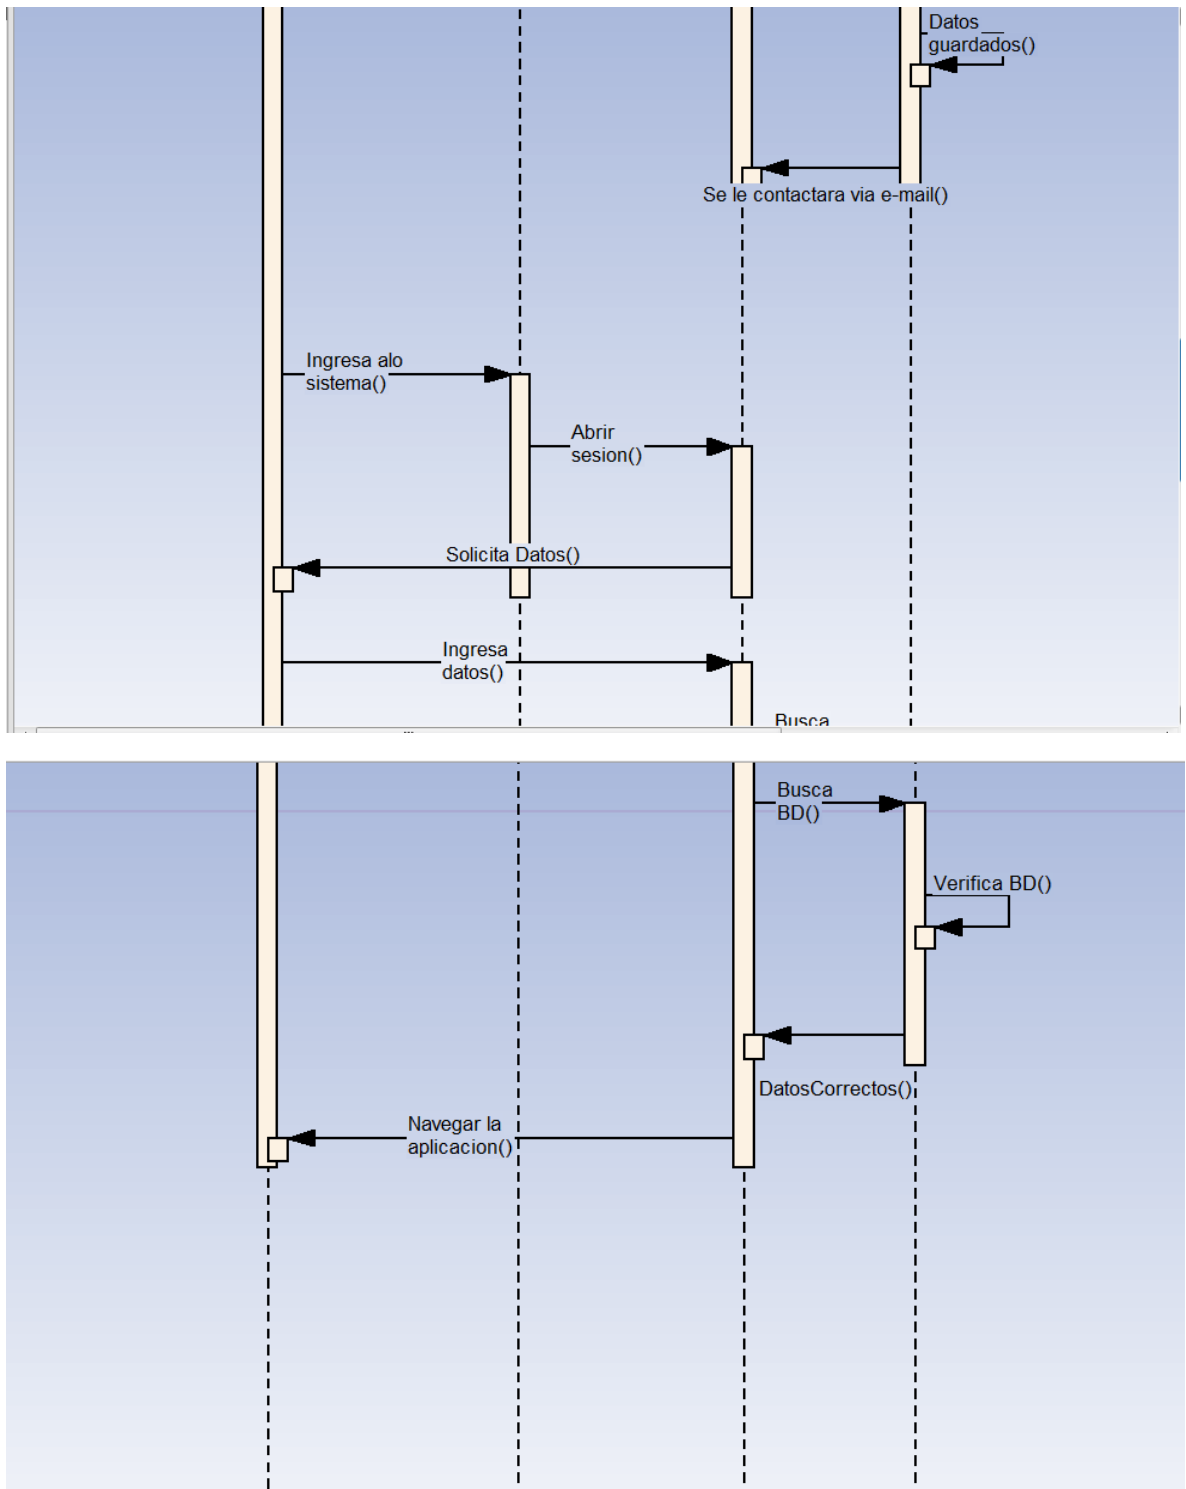 Datos
guardados()
Se le contactara via e-mail()
Ingresa alo
sistema()
Abrir
sesion()
Solicita Datos()
Ingresa
datos()
Busca
Busca
BD()
Verifica BD()
DatosCorrectos()
Navegar la
aplicacion()